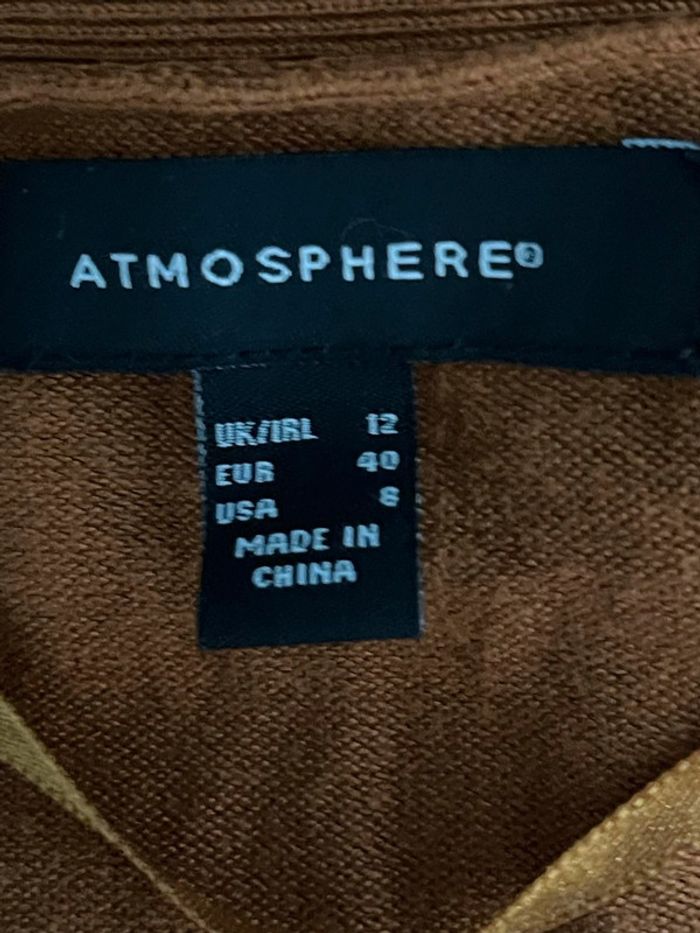 ATMOSPHERE®
UK/IRL 12
EUR 40
USA 8
MADE IN
CHINA